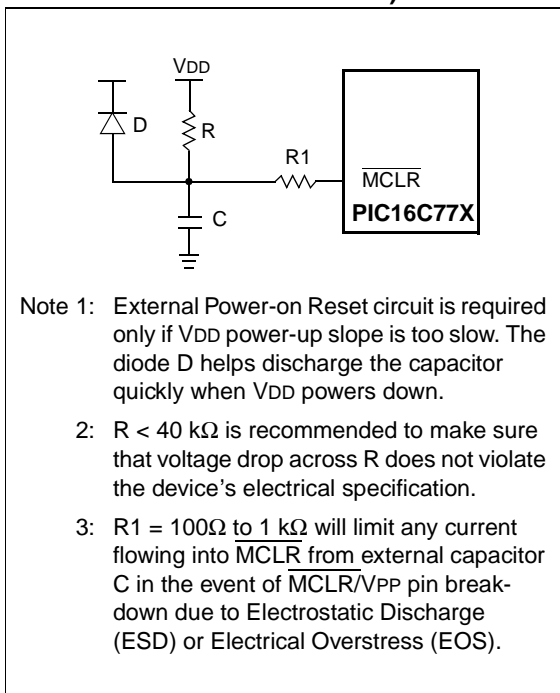 VDD
D
R
R1
MCLR
PIC16C77X
C
Note 1: External Power-on Reset circuit is required
only if VDD power-up slope is too slow. The
diode D helps discharge the capacitor
quickly when VDD powers down.
2: R < 40 kΩ is recommended to make sure
that voltage drop across R does not violate
the device's electrical specification.
3: R1 = 100Ω to 1 kΩ will limit any current
flowing into MCLR from external capacitor
C in the event of MCLR/VPP pin break-
down due to Electrostatic Discharge
(ESD) or Electrical Overstress (EOS).